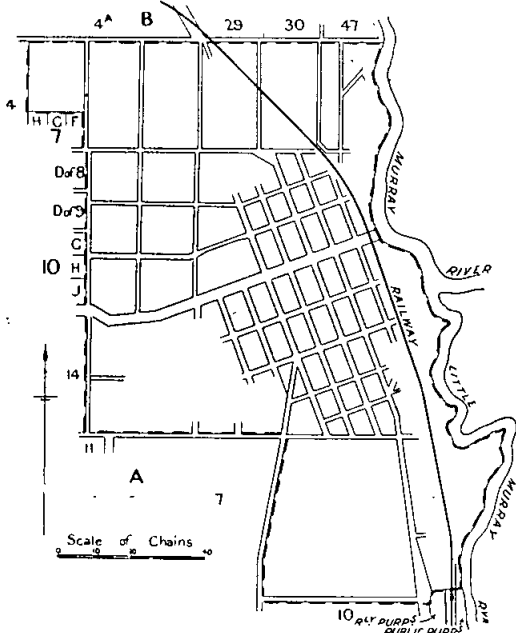 4A B 29 30 47
4
H G F
7
D of 8
D of 9
G
10 H
J
14
H
A
7
MURRAY
RIVER
RAILWAY
LITTLE
MURRAY
RVR
Scale of Chains
0 10 20 40
10 RLY PURPS
PUBLIC PURPS